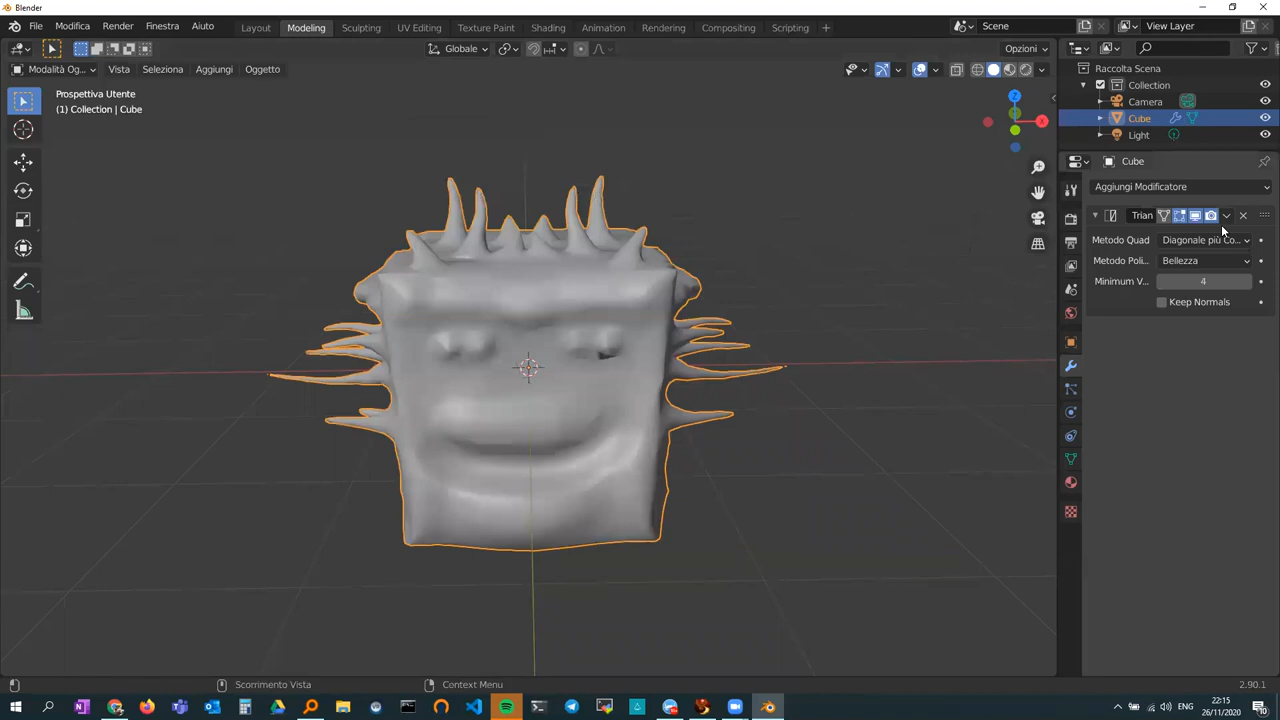 Blender
File Modifica Render Finestra Aiuto Layout Modeling Sculpting UV Editing Texture Paint Shading Animation Rendering Compositing Scripting + Scene View Layer
Globale Opzioni
Modalità Og... Vista Seleziona Aggiungi Oggetto
Prospettiva Utente
(1) Collection | Cube
Z
X
Raccolta Scena
Collection
Camera
Cube
Light
Cube
Aggiungi Modificatore
Trian
Metodo Quad Diagonale più Co...
Metodo Poli... Bellezza
Minimum V... 4
Keep Normals
Scorrimento Vista Context Menu 2.90.1
ENG 22:15
26/11/2020